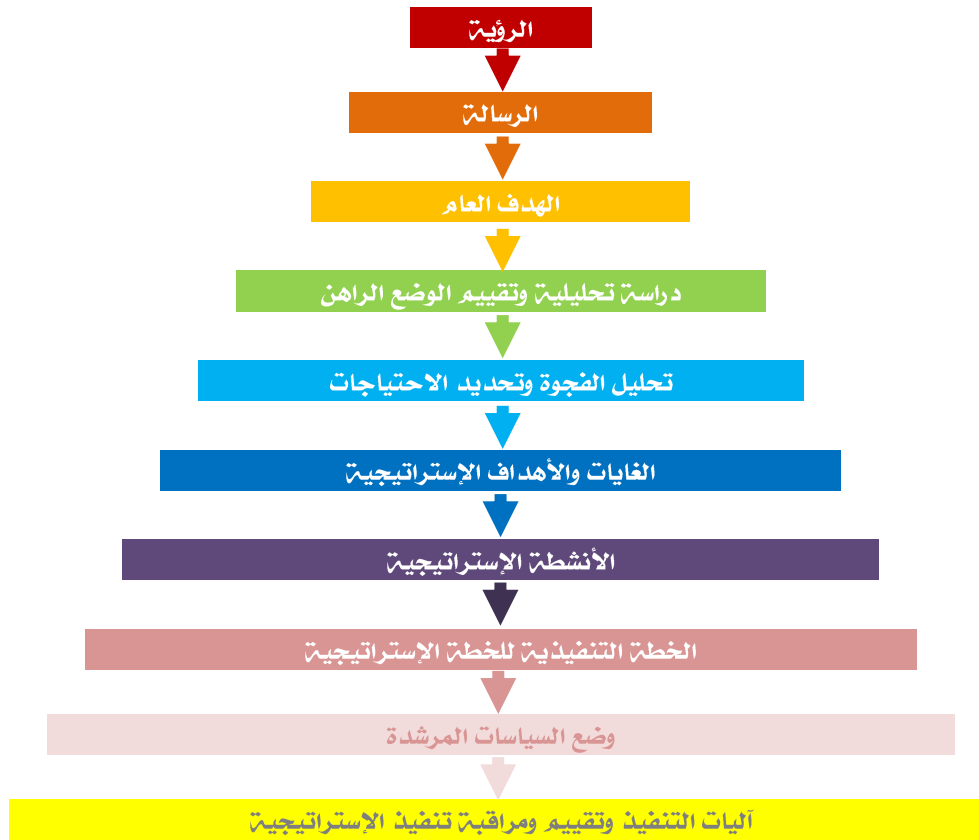 الرؤية
الرسالة
الهدف العام
دراسة تحليلية وتقييم الوضع الراهن
تحليل الفجوة وتحديد الاحتياجات
الغايات والأهداف الإستراتيجية
الأنشطة الإستراتيجية
الخطة التنفيذية للخطة الإستراتيجية
وضع السياسات المرشدة
آليات التنفيذ وتقييم ومراقبة تنفيذ الإستراتيجية